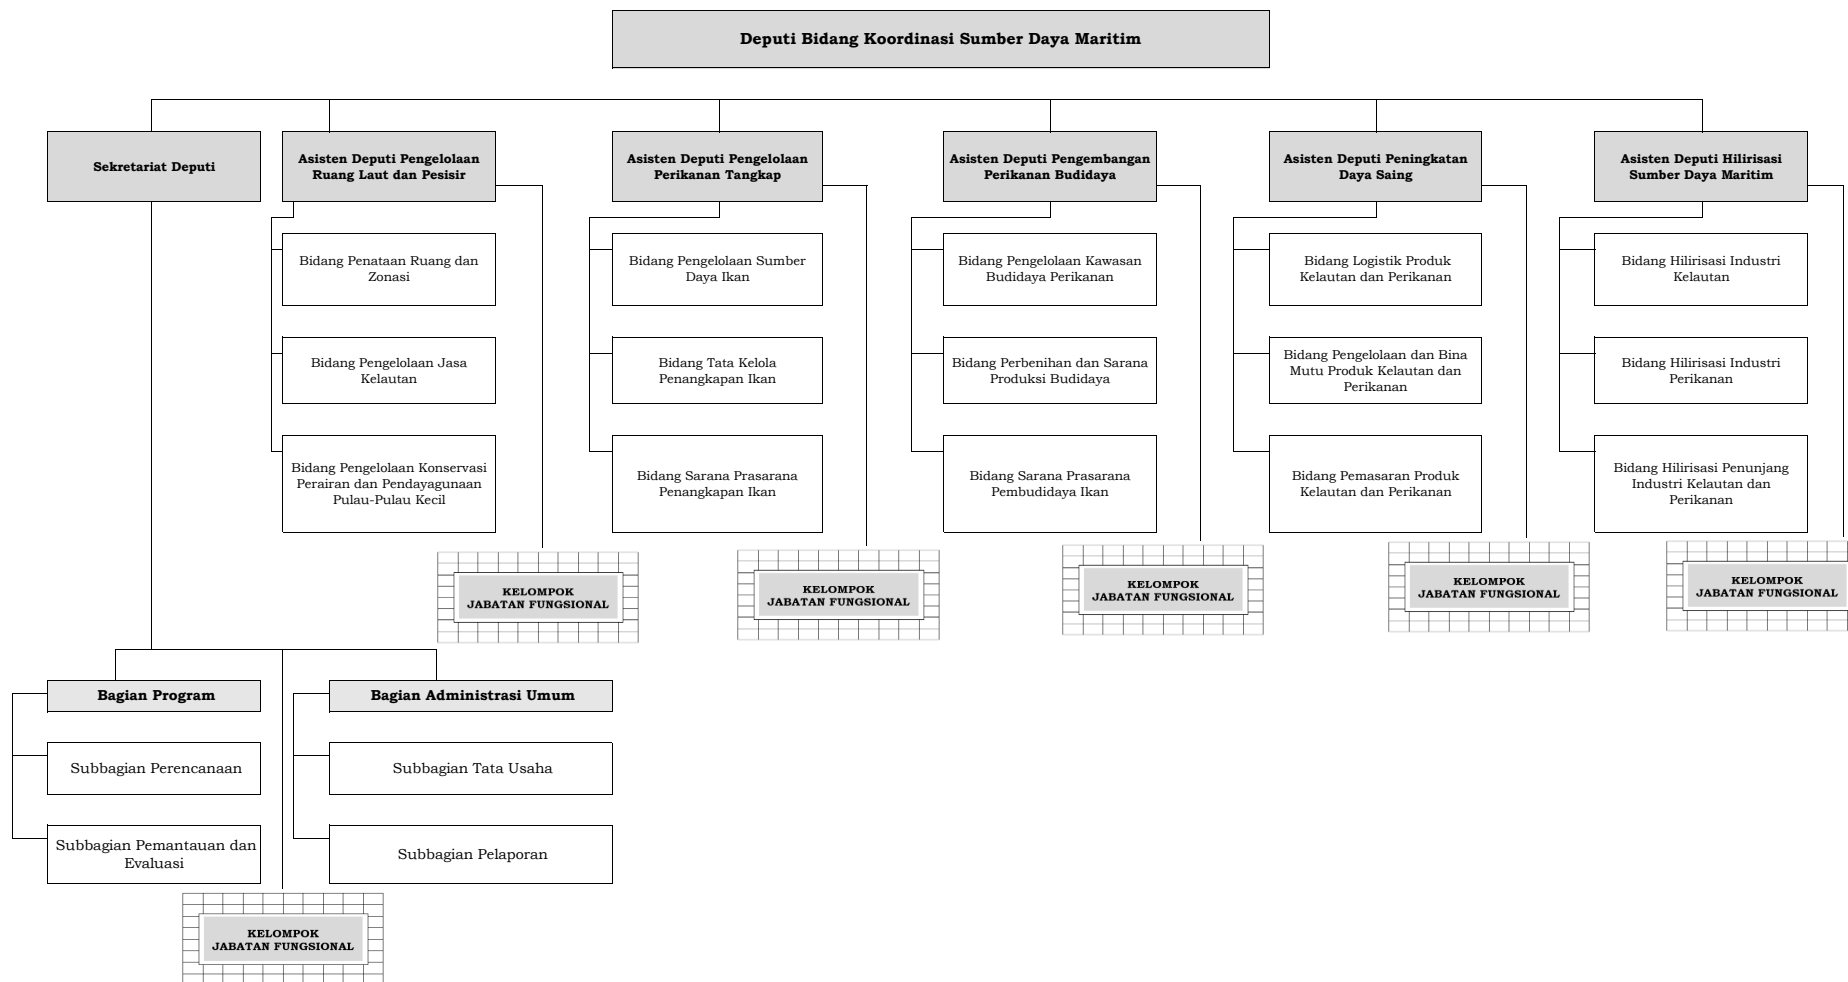 Deputi Bidang Koordinasi Sumber Daya Maritim
Sekretariat Deputi
Asisten Deputi Pengelolaan
Ruang Laut dan Pesisir
Asisten Deputi Pengelolaan
Perikanan Tangkap
Asisten Deputi Pengembangan
Perikanan Budidaya
Asisten Deputi Peningkatan
Daya Saing
Asisten Deputi Hilirisasi
Sumber Daya Maritim
Bidang Penataan Ruang dan
Zonasi
Bidang Pengelolaan Sumber
Daya Ikan
Bidang Pengelolaan Kawasan
Budidaya Perikanan
Bidang Logistik Produk
Kelautan dan Perikanan
Bidang Hilirisasi Industri
Kelautan
Bidang Pengelolaan Jasa
Kelautan
Bidang Tata Kelola
Penangkapan Ikan
Bidang Perbenihan dan Sarana
Produksi Budidaya
Bidang Pengelolaan dan Bina
Mutu Produk Kelautan dan
Perikanan
Bidang Hilirisasi Industri
Perikanan
Bidang Pengelolaan Konservasi
Perairan dan Pendayagunaan
Pulau-Pulau Kecil
Bidang Sarana Prasarana
Penangkapan Ikan
Bidang Sarana Prasarana
Pembudidaya Ikan
Bidang Pemasaran Produk
Kelautan dan Perikanan
Bidang Hilirisasi Penunjang
Industri Kelautan dan
Perikanan
KELOMPOK
JABATAN FUNGSIONAL
KELOMPOK
JABATAN FUNGSIONAL
KELOMPOK
JABATAN FUNGSIONAL
KELOMPOK
JABATAN FUNGSIONAL
KELOMPOK
JABATAN FUNGSIONAL
Bagian Program
Bagian Administrasi Umum
Subbagian Perencanaan
Subbagian Tata Usaha
Subbagian Pemantauan dan
Evaluasi
Subbagian Pelaporan
KELOMPOK
JABATAN FUNGSIONAL